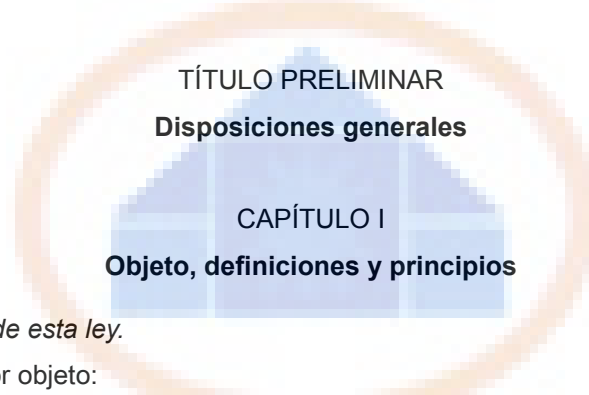 TÍTULO PRELIMINAR
Disposiciones generales
CAPÍTULO I
Objeto, definiciones y principios
de esta ley.
objeto: